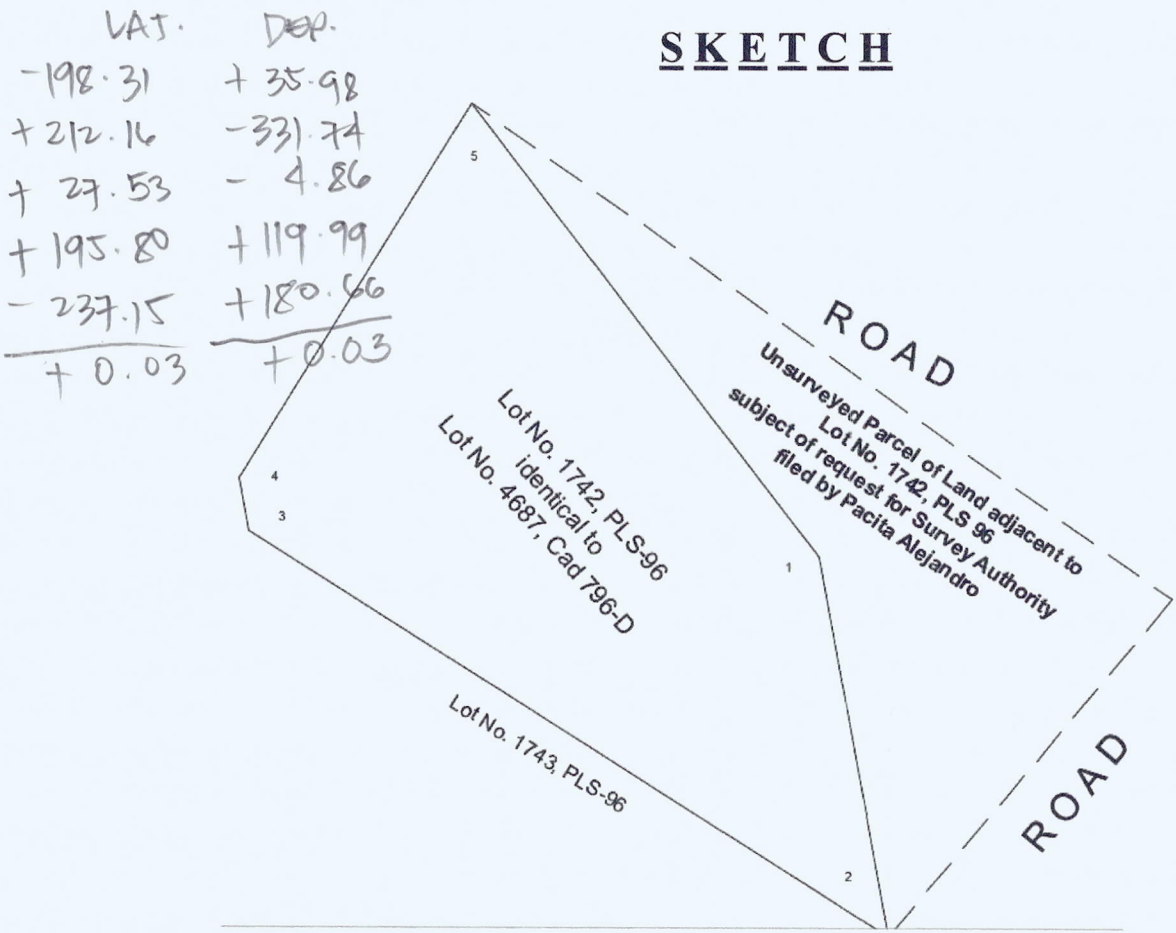 LAT. DEP.
-198.31 +35.98
+212.16 -331.74
+ 27.53 - 4.86
+195.80 +119.99
- 237.15 +180.66
+ 0.03 +0.03
SKETCH
5
ROAD
Unsurveyed Parcel of Land adjacent to
Lot No. 1742, PLS 96
subject of request for Survey Authority
filed by Pacita Alejandro
Lot No. 1742, PLS-96
identical to
Lot No. 4687, Cad 796-D
4
3
1
Lot No. 1743, PLS-96
ROAD
2